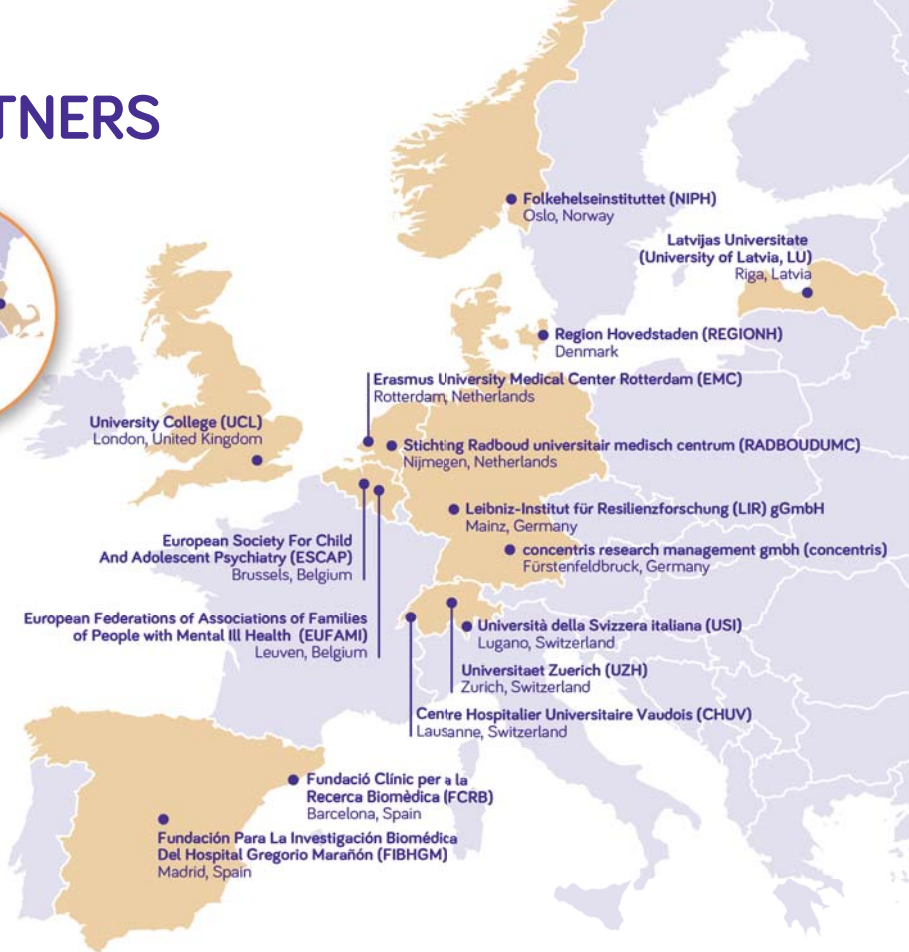 TNERS
Folkehelseinstituttet (NIPH)
Oslo, Norway
Latvijas Universitate
(University of Latvia, LU)
Riga, Latvia
Region Hovedstaden (REGIONH)
Denmark
Erasmus University Medical Center Rotterdam (EMC)
Rotterdam, Netherlands
University College (UCL)
London, United Kingdom
Stichting Radboud universitair medisch centrum (RADBOUDUMC)
Nijmegen, Netherlands
Leibniz-Institut für Resilienzforschung (LIR) gGmbH
Mainz, Germany
European Society For Child
And Adolescent Psychiatry (ESCAP)
Brussels, Belgium
concentris research management gmbh (concentris)
Fürstenfeldbruck, Germany
European Federations of Associations of Families
of People with Mental Ill Health (EUFAMI)
Leuven, Belgium
Università della Svizzera italiana (USI)
Lugano, Switzerland
Universitaet Zuerich (UZH)
Zurich, Switzerland
Centre Hospitalier Universitaire Vaudois (CHUV)
Lausanne, Switzerland
Fundació Clínic per a la
Recerca Biomèdica (FCRB)
Barcelona, Spain
Fundación Para La Investigación Biomédica
Del Hospital Gregorio Marañón (FIBHGM)
Madrid, Spain